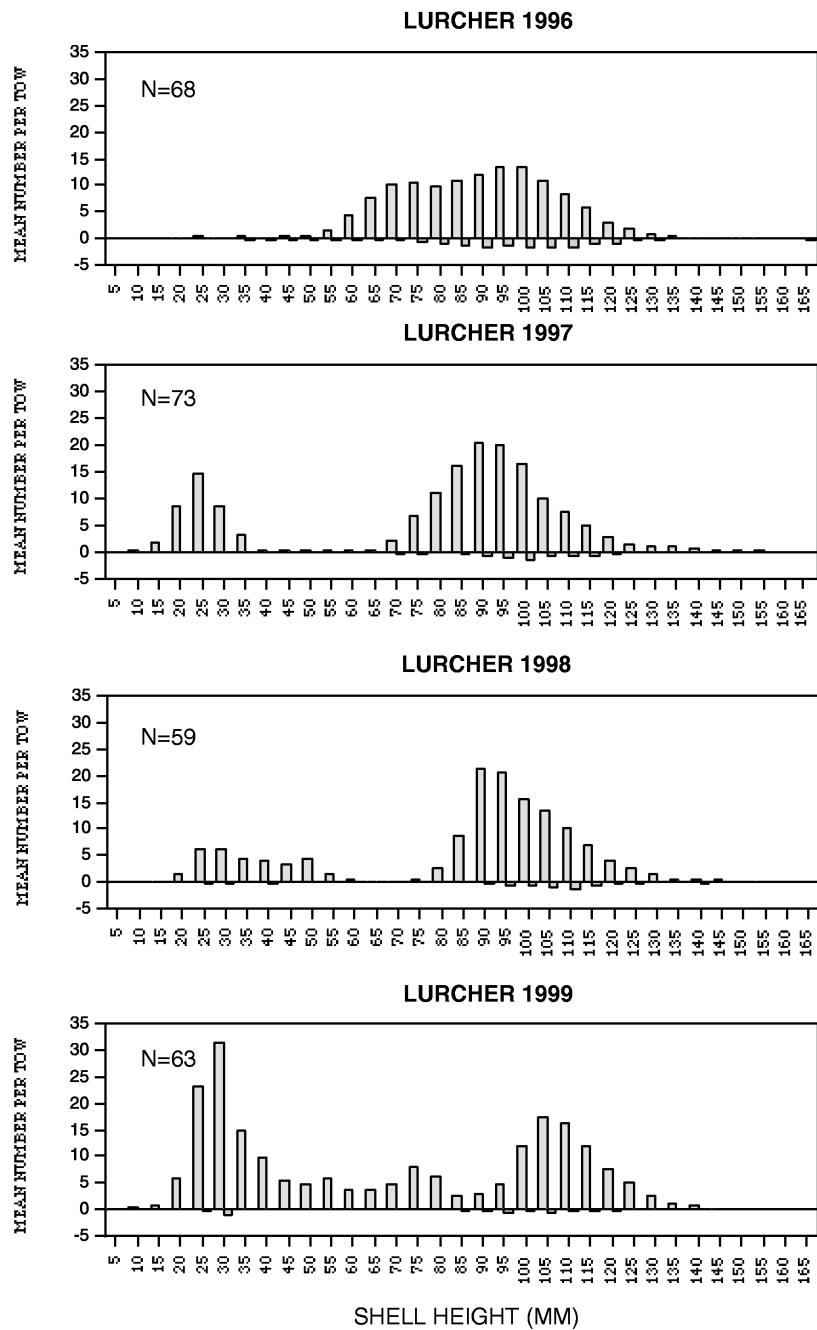 LURCHER 1996
MEAN NUMBER PER TOW
35
30
25
20
15
10
5
0
-5
N=68
5 10 15 20 25 30 35 40 45 50 55 60 65 70 75 80 85 90 95 100 105 110 115 120 125 130 135 140 145 150 155 160 165
LURCHER 1997
MEAN NUMBER PER TOW
35
30
25
20
15
10
5
0
-5
N=73
5 10 15 20 25 30 35 40 45 50 55 60 65 70 75 80 85 90 95 100 105 110 115 120 125 130 135 140 145 150 155 160 165
LURCHER 1998
MEAN NUMBER PER TOW
35
30
25
20
15
10
5
0
-5
N=59
5 10 15 20 25 30 35 40 45 50 55 60 65 70 75 80 85 90 95 100 105 110 115 120 125 130 135 140 145 150 155 160 165
LURCHER 1999
MEAN NUMBER PER TOW
35
30
25
20
15
10
5
0
-5
N=63
5 10 15 20 25 30 35 40 45 50 55 60 65 70 75 80 85 90 95 100 105 110 115 120 125 130 135 140 145 150 155 160 165
SHELL HEIGHT (MM)